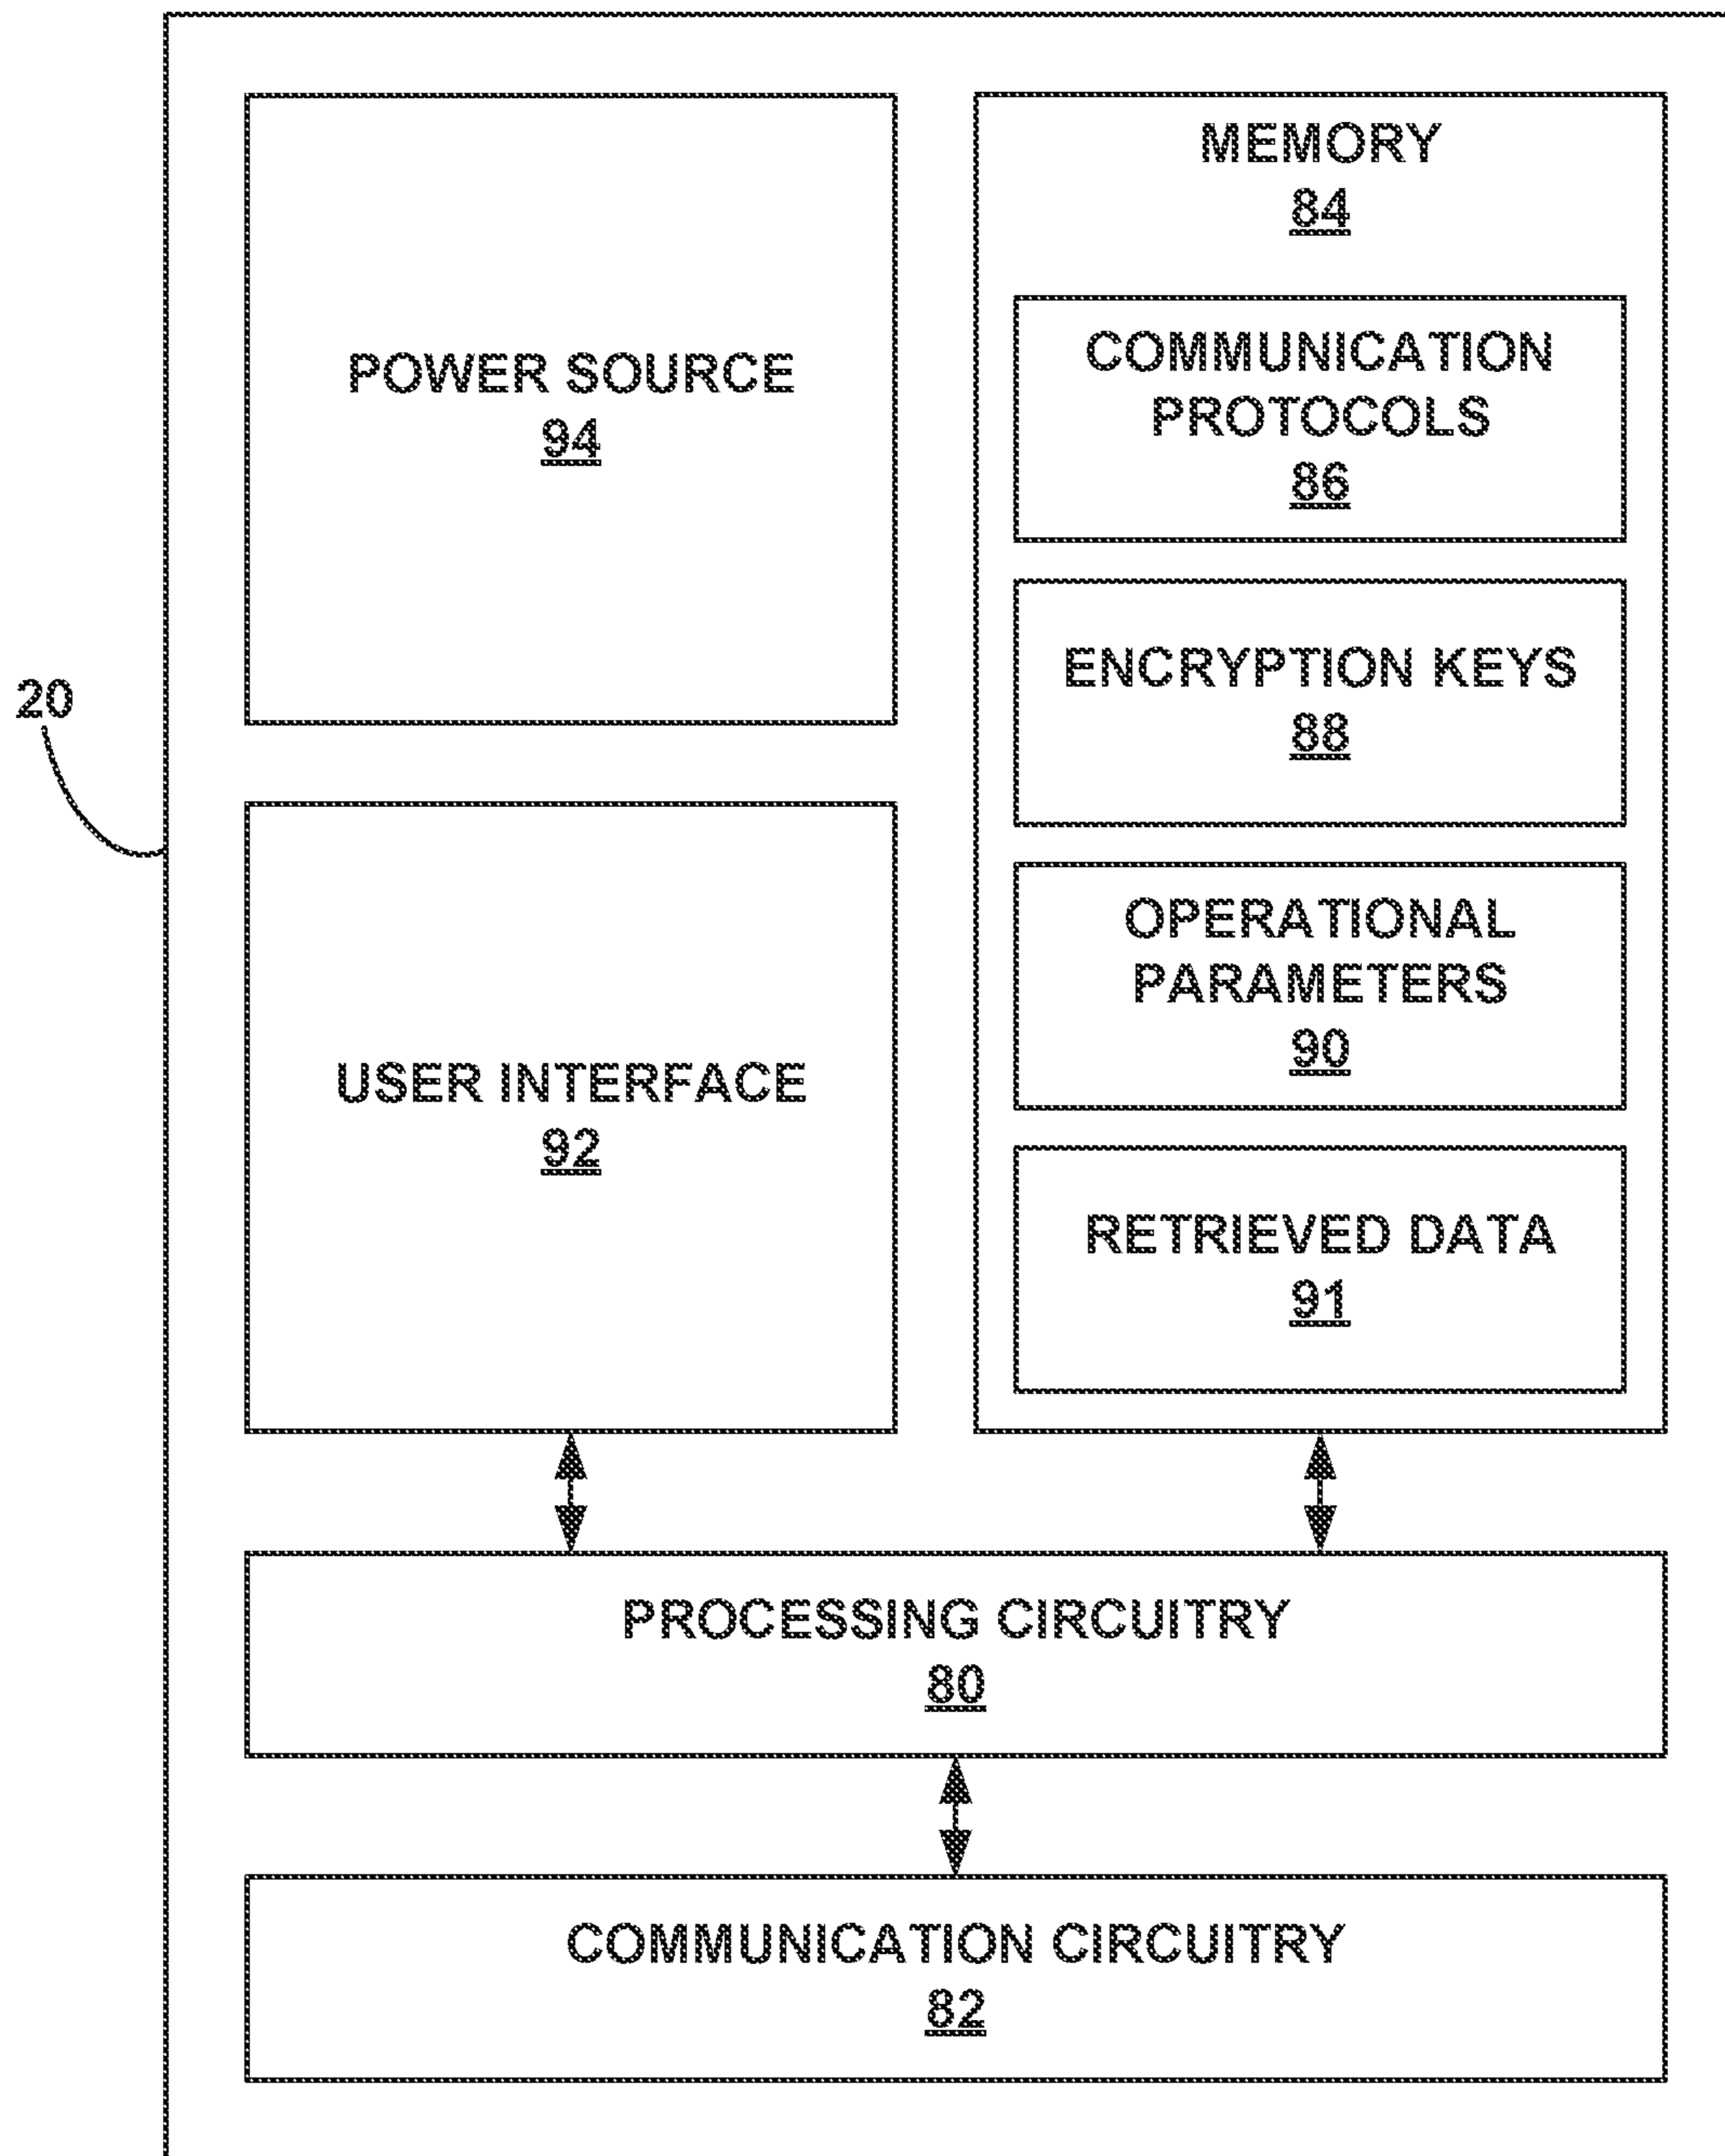 20
POWER SOURCE
94
USER INTERFACE
92
MEMORY
84
COMMUNICATION
PROTOCOLS
86
ENCRYPTION KEYS
88
OPERATIONAL
PARAMETERS
90
RETRIEVED DATA
91
PROCESSING CIRCUITRY
80
COMMUNICATION CIRCUITRY
82